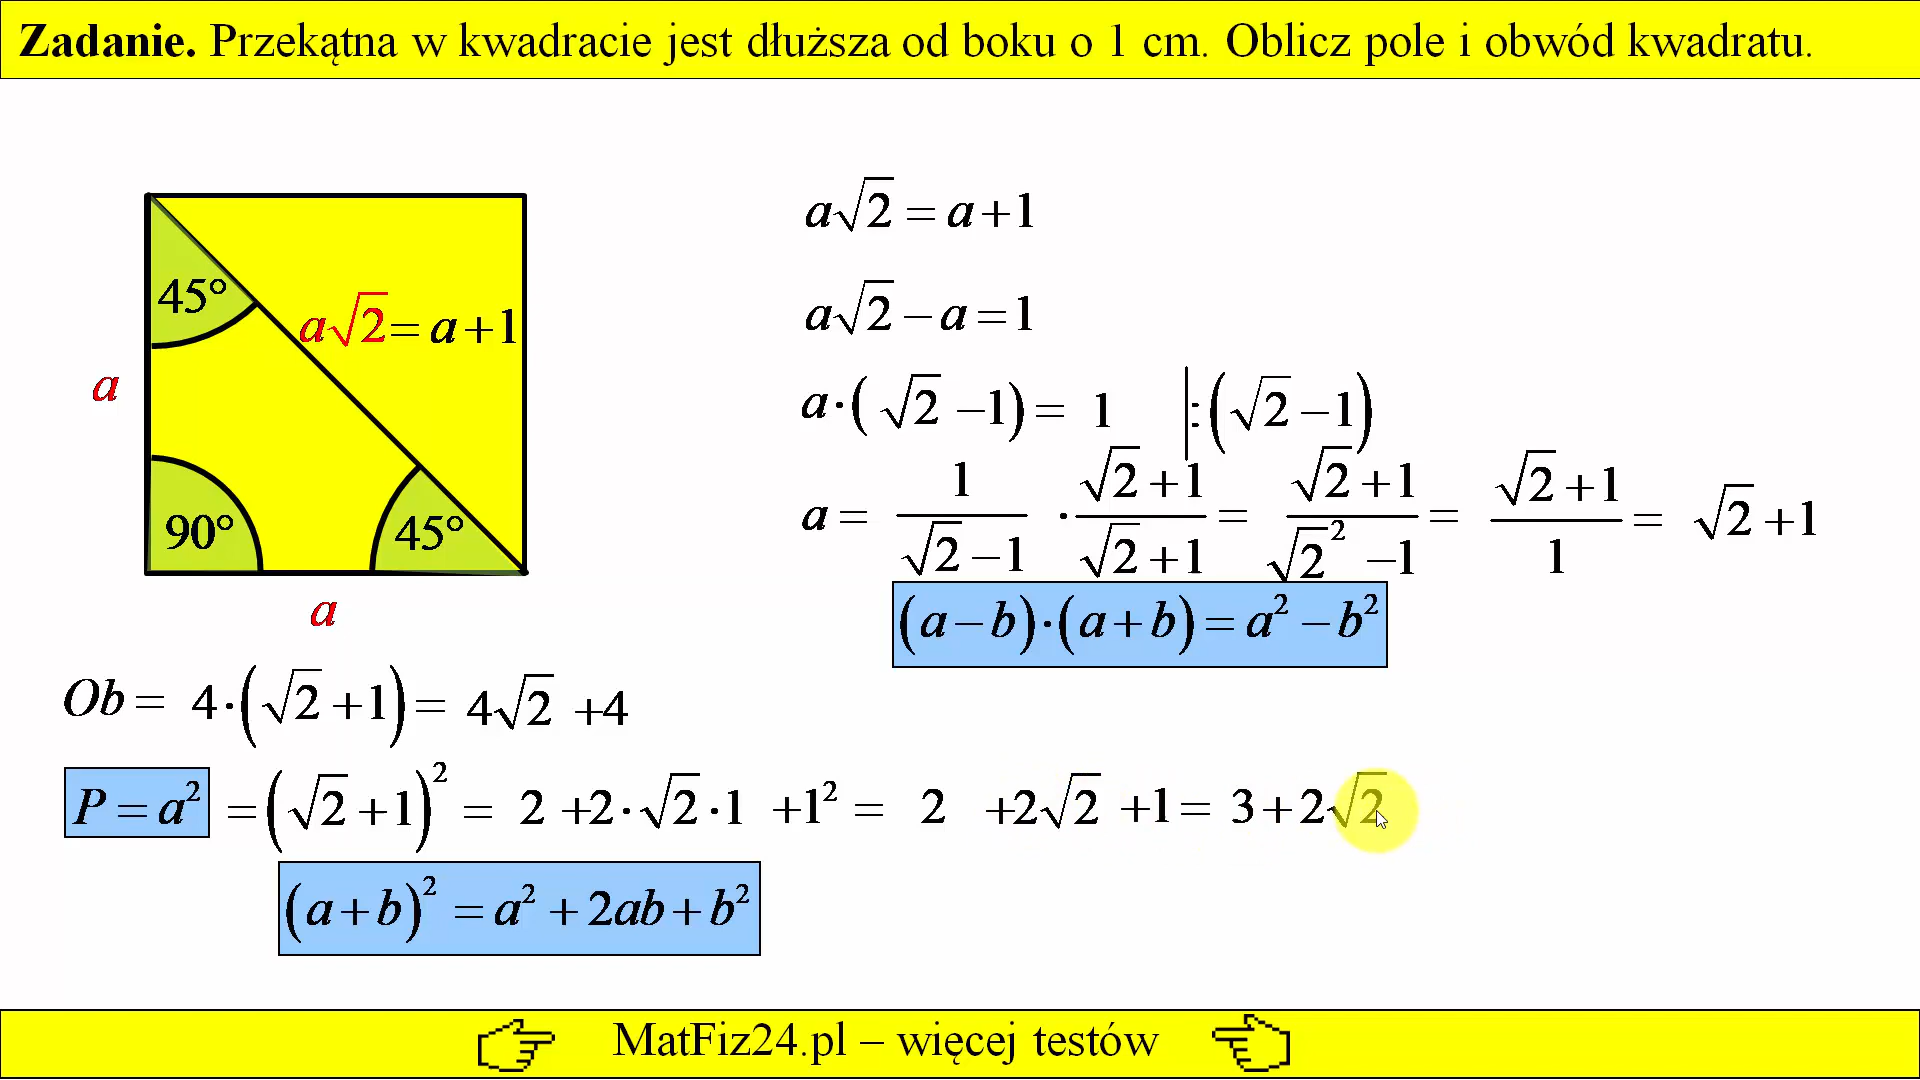 Zadanie. Przekątna w kwadracie jest dłuższa od boku o 1 cm. Oblicz pole i obwód kwadratu.
45°
a√2 = a+1
a
90°
45°
a
a√2 = a+1
a√2 − a = 1
a·(√2 −1) = 1 |:(√2 −1)
a = 1/(√2 −1) · (√2 +1)/(√2 +1) = (√2 +1)/(√2² −1) = (√2 +1)/1 = √2 +1
(a−b)·(a+b) = a² − b²
Ob = 4·(√2 +1) = 4√2 +4
P = a² = (√2 +1)² = 2 +2·√2·1 +1² = 2 +2√2 +1 = 3+2√2
(a+b)² = a² + 2ab + b²
MatFiz24.pl – więcej testów